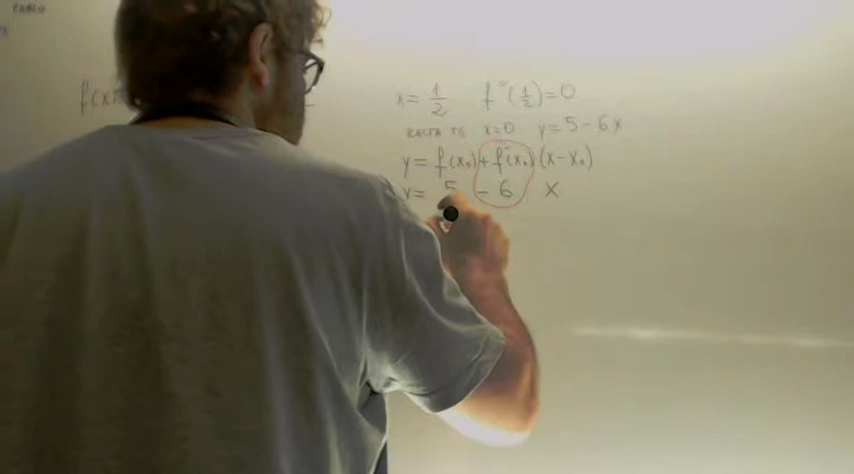 PABLO
f(x)
x = 1/2 f''(1/2) = 0
RECTA TG x=0 y = 5 - 6x
y = f(x₀) + f'(x₀) (x - x₀)
y = 5 - 6 x